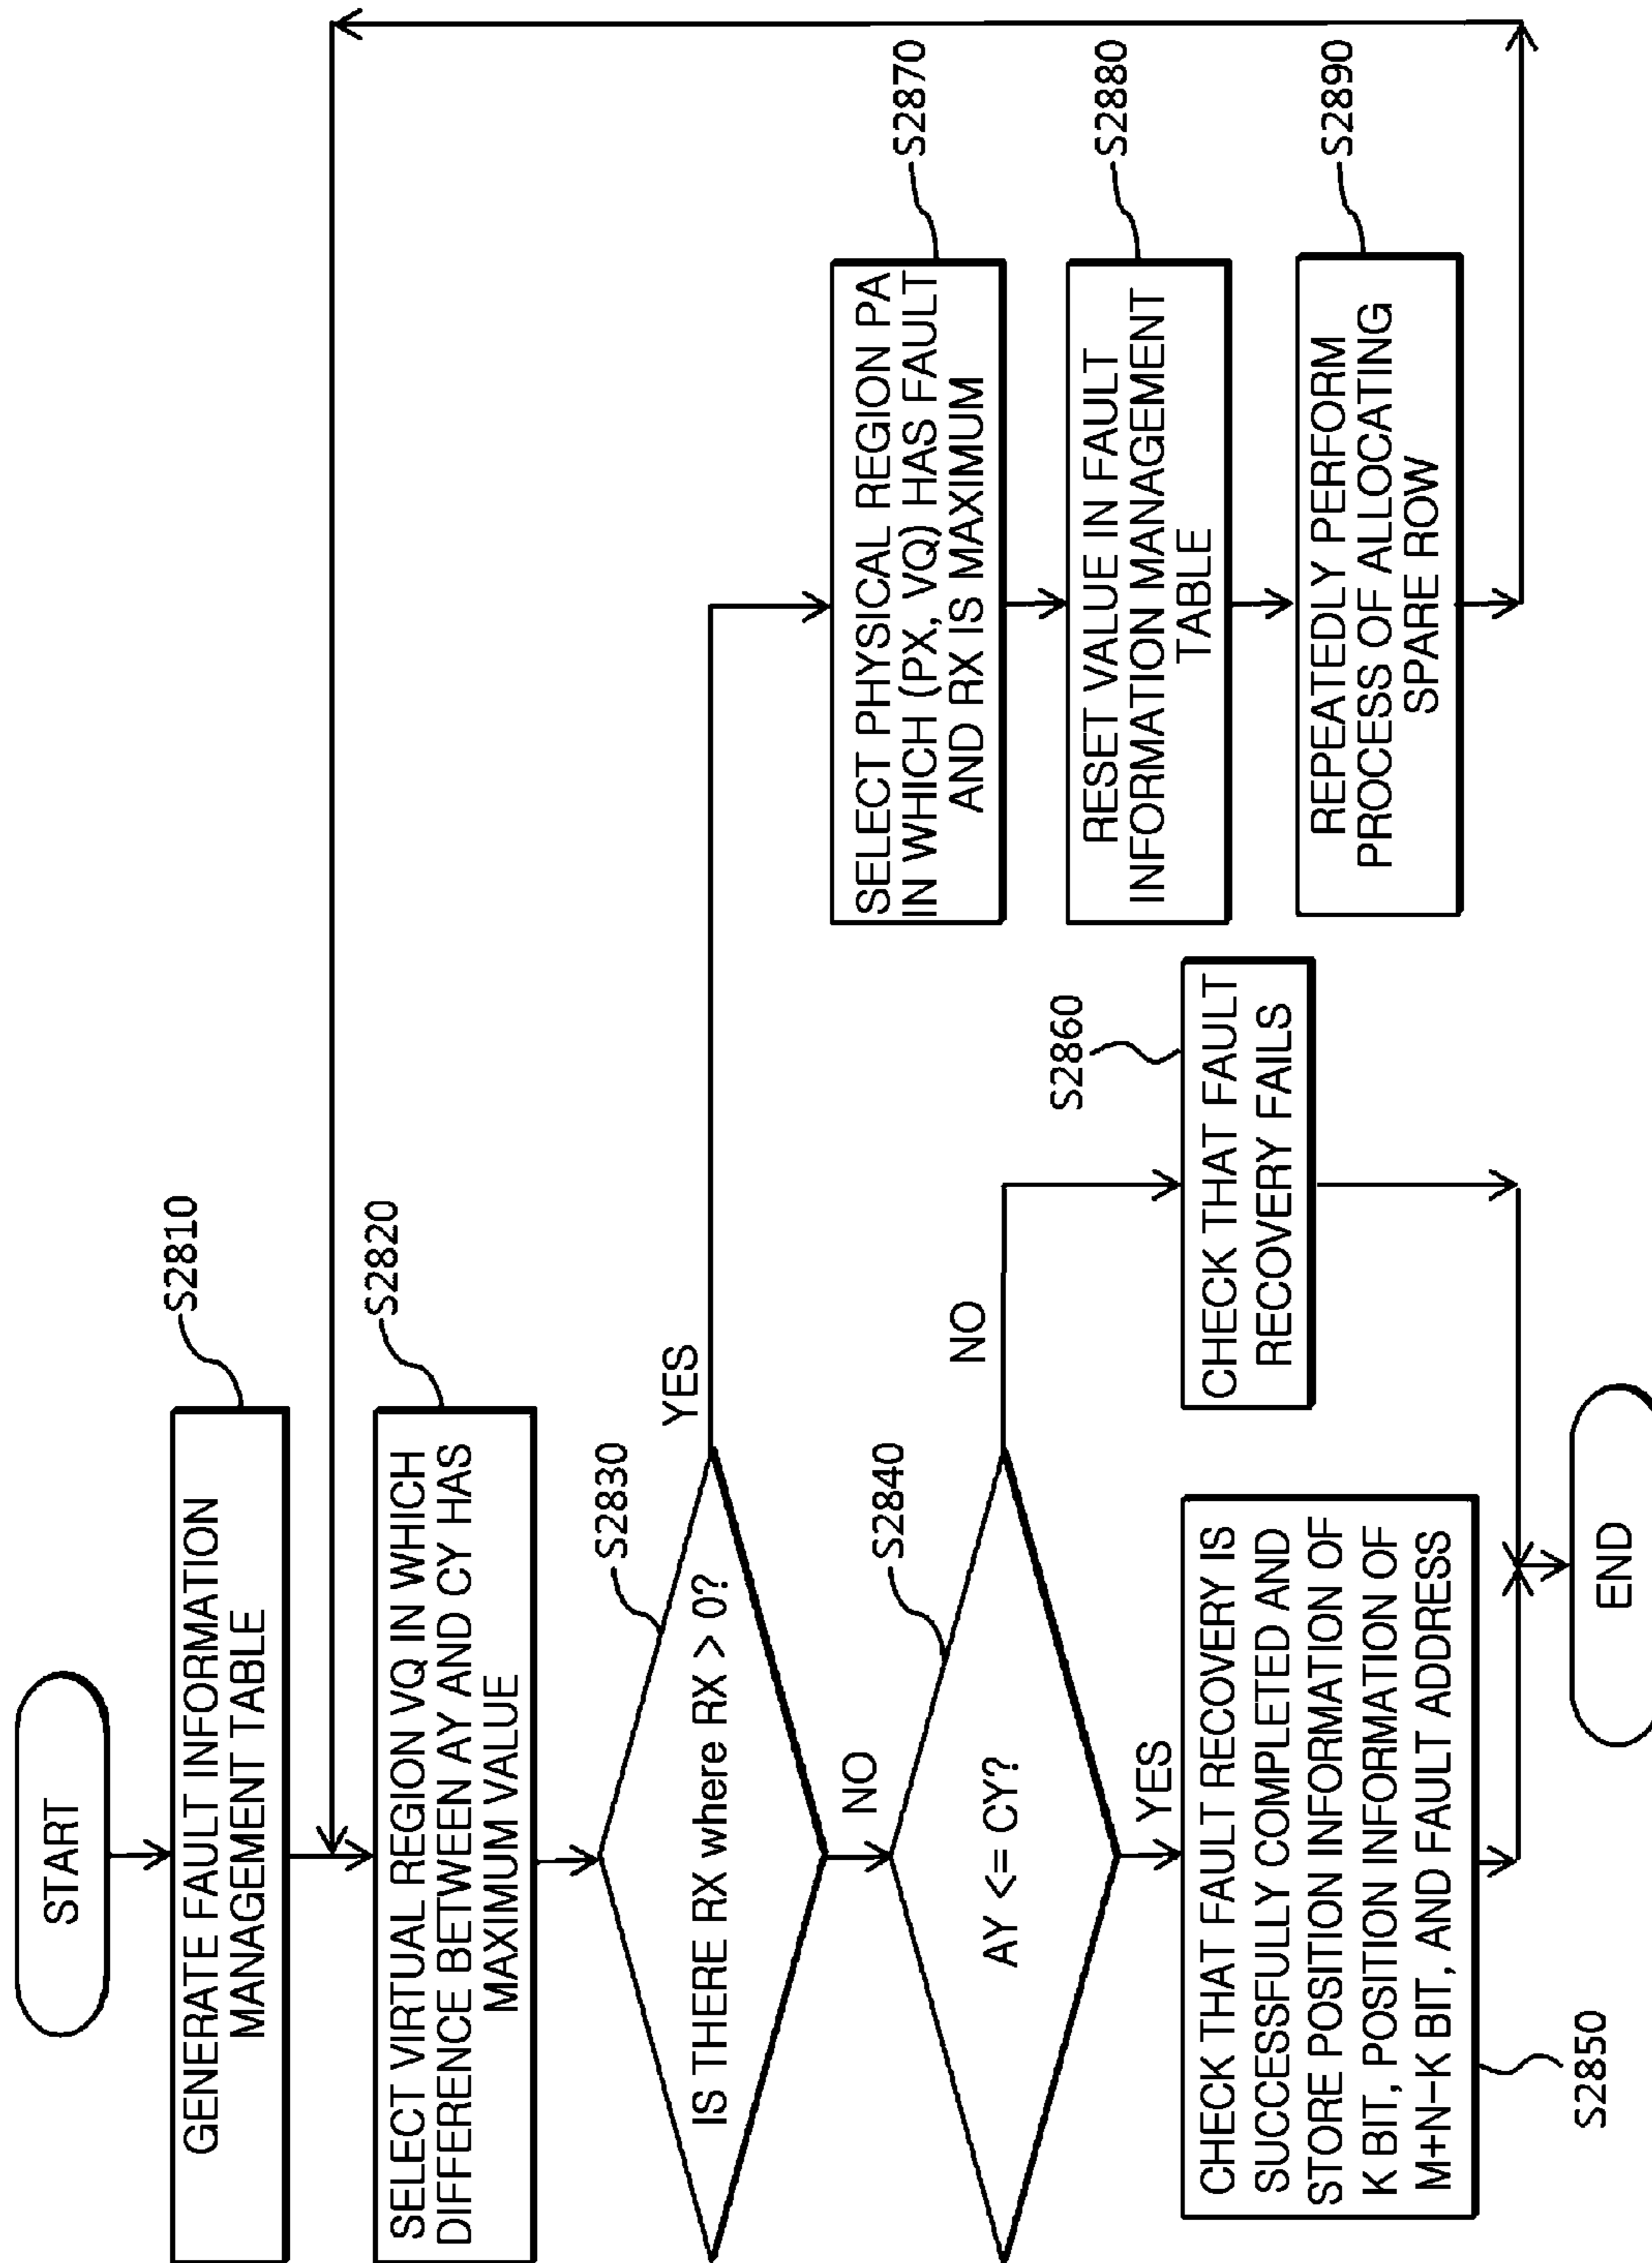 START
GENERATE FAULT INFORMATION
MANAGEMENT TABLE
S2810
SELECT VIRTUAL REGION VQ IN WHICH
DIFFERENCE BETWEEN AY AND CY HAS
MAXIMUM VALUE
S2820
IS THERE RX where RX > 0?
S2830
YES
NO
AY <= CY?
S2840
NO
YES
CHECK THAT FAULT RECOVERY IS
SUCCESSFULLY COMPLETED AND
STORE POSITION INFORMATION OF
K BIT, POSITION INFORMATION OF
M+N-K BIT, AND FAULT ADDRESS
S2850
CHECK THAT FAULT
RECOVERY FAILS
S2860
SELECT PHYSICAL REGION PA
IN WHICH (PX, VQ) HAS FAULT
AND RX IS MAXIMUM
S2870
RESET VALUE IN FAULT
INFORMATION MANAGEMENT
TABLE
S2880
REPEATEDLY PERFORM
PROCESS OF ALLOCATING
SPARE ROW
S2890
END